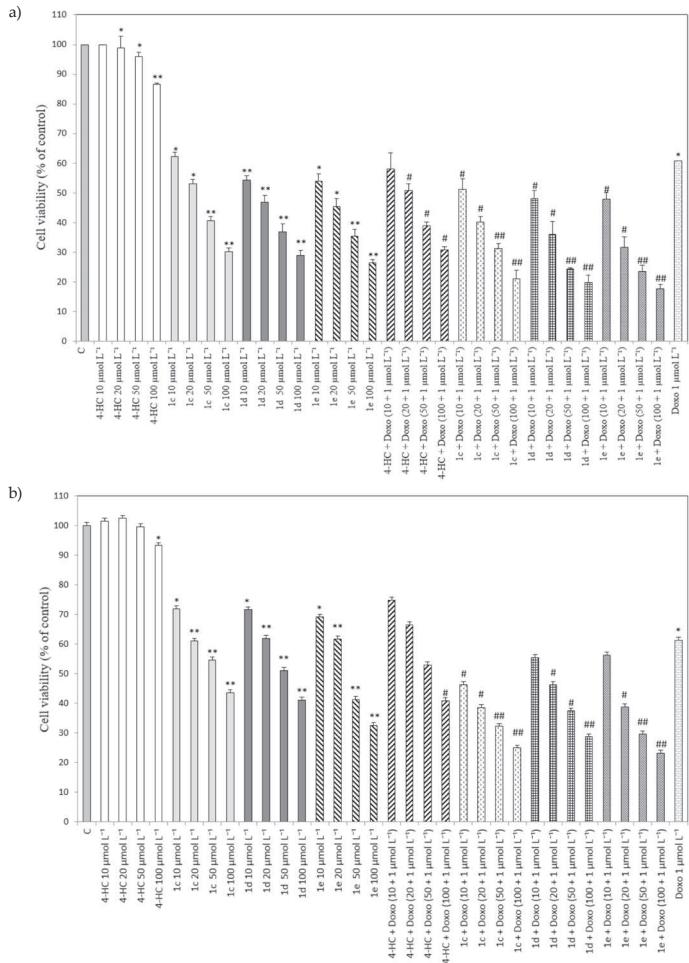 a)
110
100
90
80
70
60
50
40
30
20
10
0
Cell viability (% of control)
* * ** * * ** ** * ** ** ** * * ** ** # # # # # ## ## # # ## ## # # ## ## *
C
4-HC 10 µmol L⁻¹
4-HC 20 µmol L⁻¹
4-HC 50 µmol L⁻¹
4-HC 100 µmol L⁻¹
1c 10 µmol L⁻¹
1c 20 µmol L⁻¹
1c 50 µmol L⁻¹
1c 100 µmol L⁻¹
1d 10 µmol L⁻¹
1d 20 µmol L⁻¹
1d 50 µmol L⁻¹
1d 100 µmol L⁻¹
1e 10 µmol L⁻¹
1e 20 µmol L⁻¹
1e 50 µmol L⁻¹
1e 100 µmol L⁻¹
4-HC + Doxo (10 + 1 µmol L⁻¹)
4-HC + Doxo (20 + 1 µmol L⁻¹)
4-HC + Doxo (50 + 1 µmol L⁻¹)
4-HC + Doxo (100 + 1 µmol L⁻¹)
1c + Doxo (10 + 1 µmol L⁻¹)
1c + Doxo (20 + 1 µmol L⁻¹)
1c + Doxo (50 + 1 µmol L⁻¹)
1c + Doxo (100 + 1 µmol L⁻¹)
1d + Doxo (10 + 1 µmol L⁻¹)
1d + Doxo (20 + 1 µmol L⁻¹)
1d + Doxo (50 + 1 µmol L⁻¹)
1d + Doxo (100 + 1 µmol L⁻¹)
1e + Doxo (10 + 1 µmol L⁻¹)
1e + Doxo (20 + 1 µmol L⁻¹)
1e + Doxo (50 + 1 µmol L⁻¹)
1e + Doxo (100 + 1 µmol L⁻¹)
Doxo 1 µmol L⁻¹
b)
110
100
90
80
70
60
50
40
30
20
10
0
Cell viability (% of control)
* * ** ** ** * ** ** ** * ** ** ** # # # ## ## # # ## # ## ## *
C
4-HC 10 µmol L⁻¹
4-HC 20 µmol L⁻¹
4-HC 50 µmol L⁻¹
4-HC 100 µmol L⁻¹
1c 10 µmol L⁻¹
1c 20 µmol L⁻¹
1c 50 µmol L⁻¹
1c 100 µmol L⁻¹
1d 10 µmol L⁻¹
1d 20 µmol L⁻¹
1d 50 µmol L⁻¹
1d 100 µmol L⁻¹
1e 10 µmol L⁻¹
1e 20 µmol L⁻¹
1e 50 µmol L⁻¹
1e 100 µmol L⁻¹
4-HC + Doxo (10 + 1 µmol L⁻¹)
4-HC + Doxo (20 + 1 µmol L⁻¹)
4-HC + Doxo (50 + 1 µmol L⁻¹)
4-HC + Doxo (100 + 1 µmol L⁻¹)
1c + Doxo (10 + 1 µmol L⁻¹)
1c + Doxo (20 + 1 µmol L⁻¹)
1c + Doxo (50 + 1 µmol L⁻¹)
1c + Doxo (100 + 1 µmol L⁻¹)
1d + Doxo (10 + 1 µmol L⁻¹)
1d + Doxo (20 + 1 µmol L⁻¹)
1d + Doxo (50 + 1 µmol L⁻¹)
1d + Doxo (100 + 1 µmol L⁻¹)
1e + Doxo (10 + 1 µmol L⁻¹)
1e + Doxo (20 + 1 µmol L⁻¹)
1e + Doxo (50 + 1 µmol L⁻¹)
1e + Doxo (100 + 1 µmol L⁻¹)
Doxo 1 µmol L⁻¹